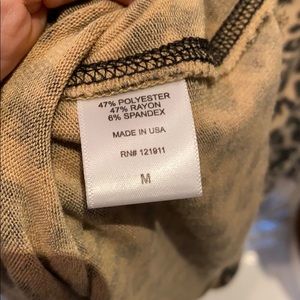 47% POLYESTER
47% RAYON
6% SPANDEX
MADE IN USA
RN# 121911
M